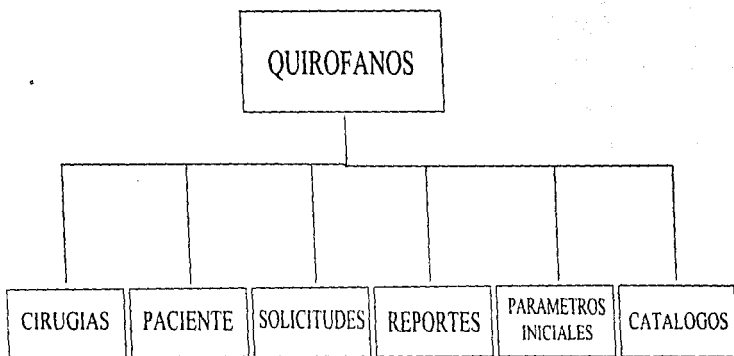 QUIROFANOS
CIRUGIAS
PACIENTE
SOLICITUDES
REPORTES
PARAMETROS
INICIALES
CATALOGOS